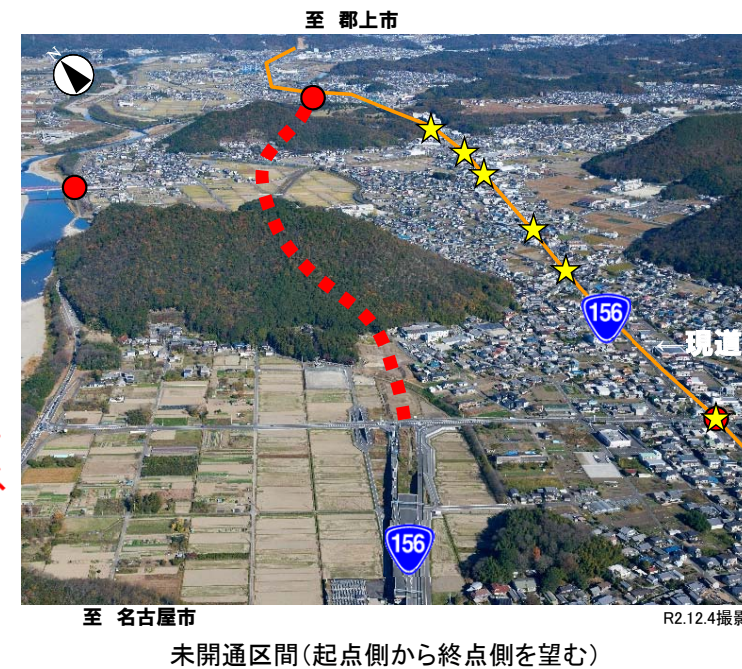 至 郡上市
N
156
←現道
156
至 名古屋市
R2.12.4撮影
未開通区間(起点側から終点側を望む)